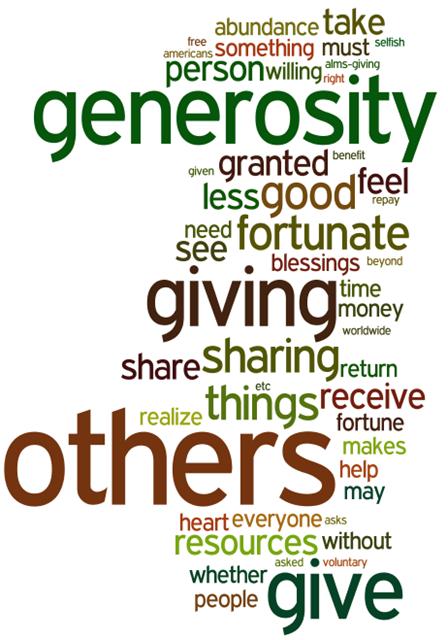 abundance take
free
americans something must selfish
person willing alms-giving
right
generosity
granted benefit
given
less good feel
repay
need fortunate
see
blessings beyond
giving time
money
worldwide
share sharing return
etc
things receive
realize fortune
others makes
help
may
heart everyone asks
resources without
asked voluntary
whether give
people